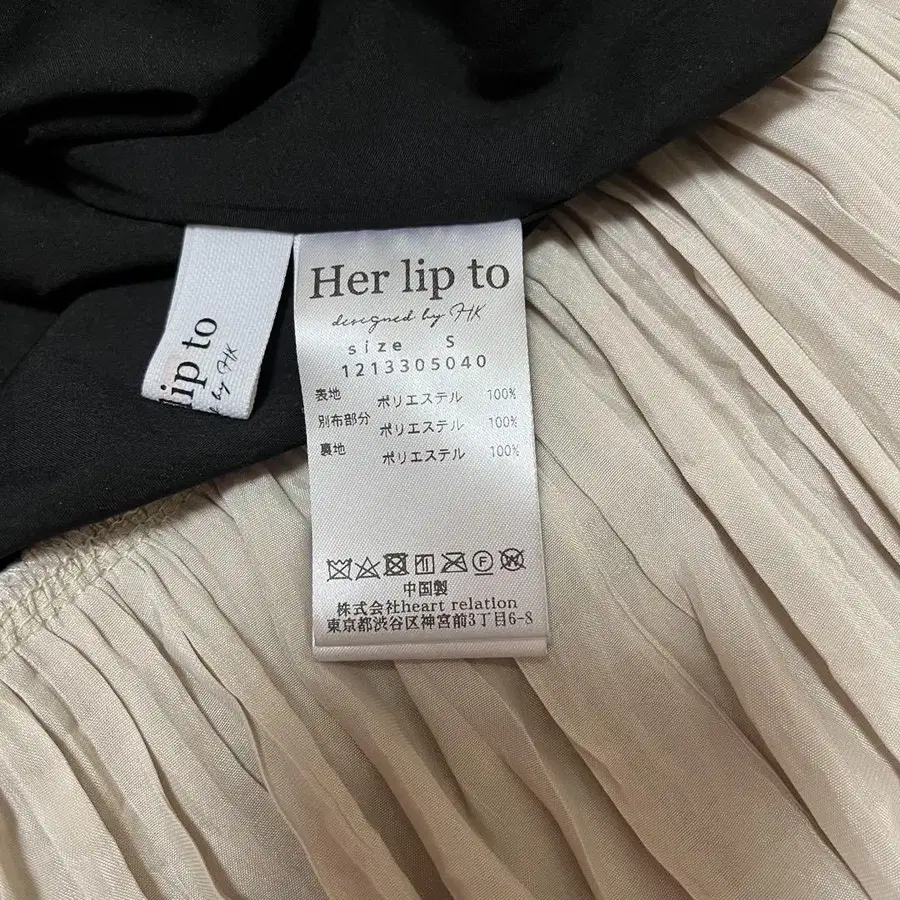 Her lip to
designed by HK
size S
1213305040
表地 ポリエステル 100%
別布部分 ポリエステル 100%
裏地 ポリエステル 100%
中国製
株式会社heart relation
東京都渋谷区神宮前3丁目6-8
lip to
by HK